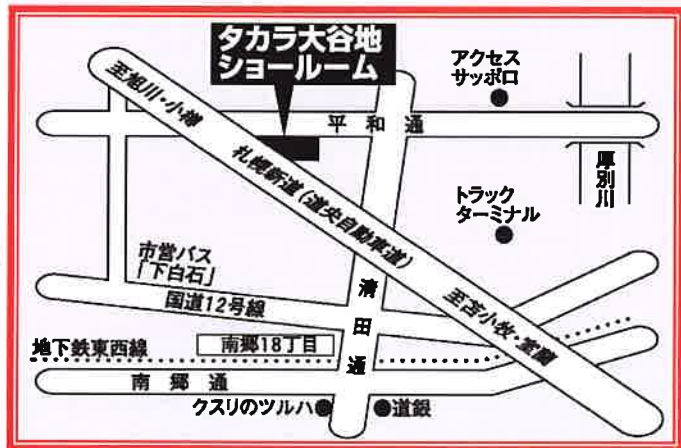 タカラ大谷地
ショールーム
アクセス
サッポロ
至旭川・小樽
平和通
厚別川
札幌新道(道央自動車道)
トラック
ターミナル
市営バス
「下白石」
国道12号線
清田通
至苫小牧・室蘭
地下鉄東西線
南郷18丁目
南郷通
クスリのツルハ
道銀